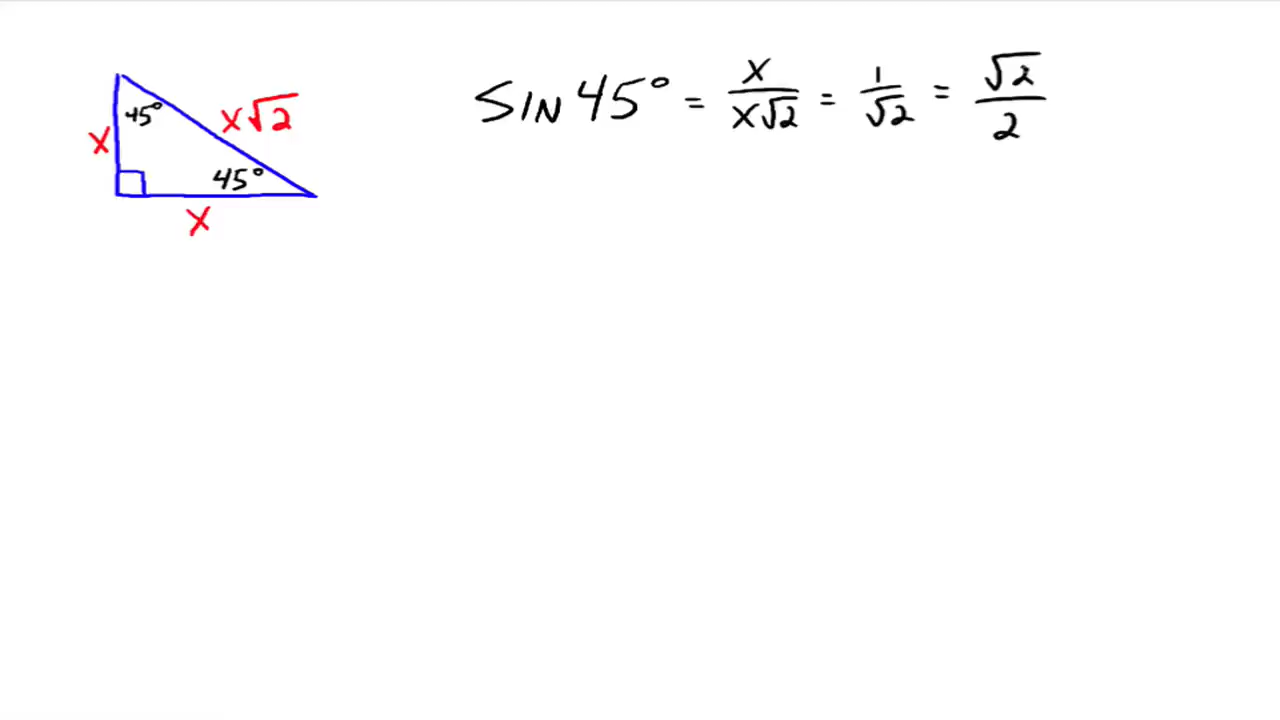 45°
x
x√2
45°
x
sin 45° = x/x√2 = 1/√2 = √2/2